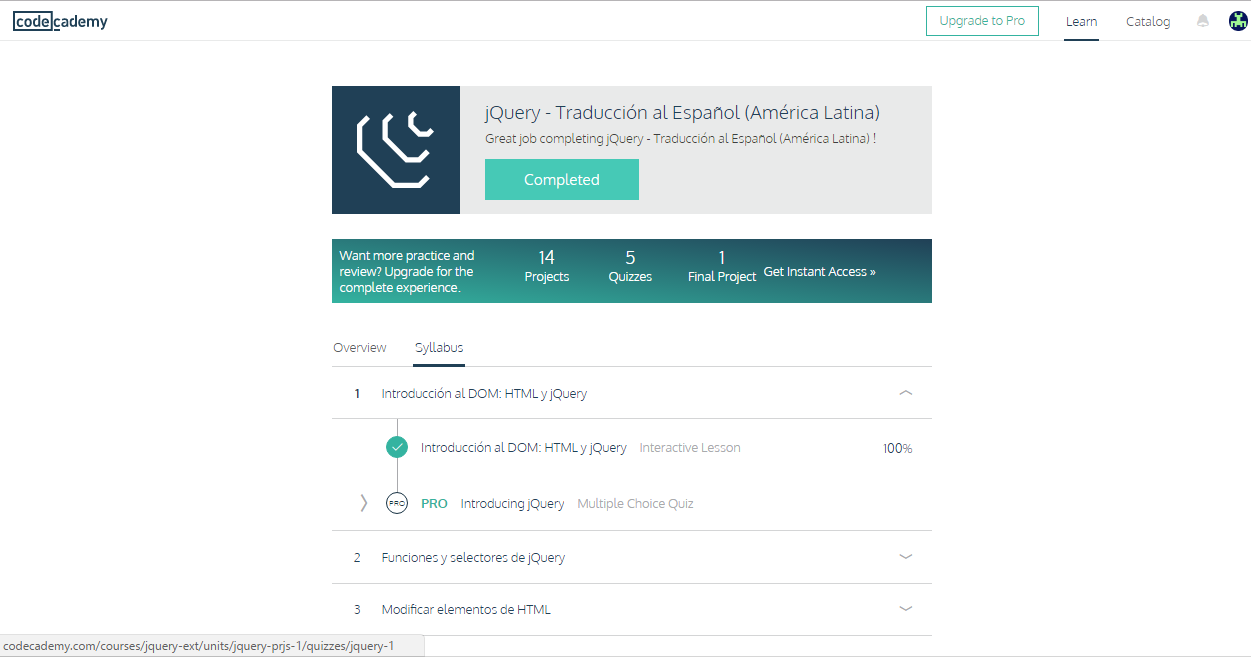 codecademy
Upgrade to Pro
Learn
Catalog
jQuery - Traducción al Español (América Latina)
Great job completing jQuery - Traducción al Español (América Latina) !
Completed
Want more practice and
review? Upgrade for the
complete experience.
14
Projects
5
Quizzes
1
Final Project
Get Instant Access »
Overview
Syllabus
1 Introducción al DOM: HTML y jQuery
Introducción al DOM: HTML y jQuery Interactive Lesson 100%
PRO PRO Introducing jQuery Multiple Choice Quiz
2 Funciones y selectores de jQuery
3 Modificar elementos de HTML
codecademy.com/courses/jquery-ext/units/jquery-prjs-1/quizzes/jquery-1